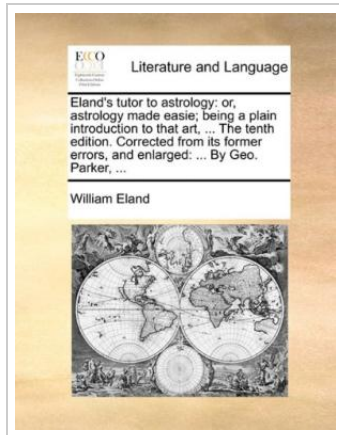 ECCO
Literature and Language
Eland's tutor to astrology: or,
astrology made easie; being a plain
introduction to that art, ... The tenth
edition. Corrected from its former
errors, and enlarged: ... By Geo.
Parker, ...
William Eland